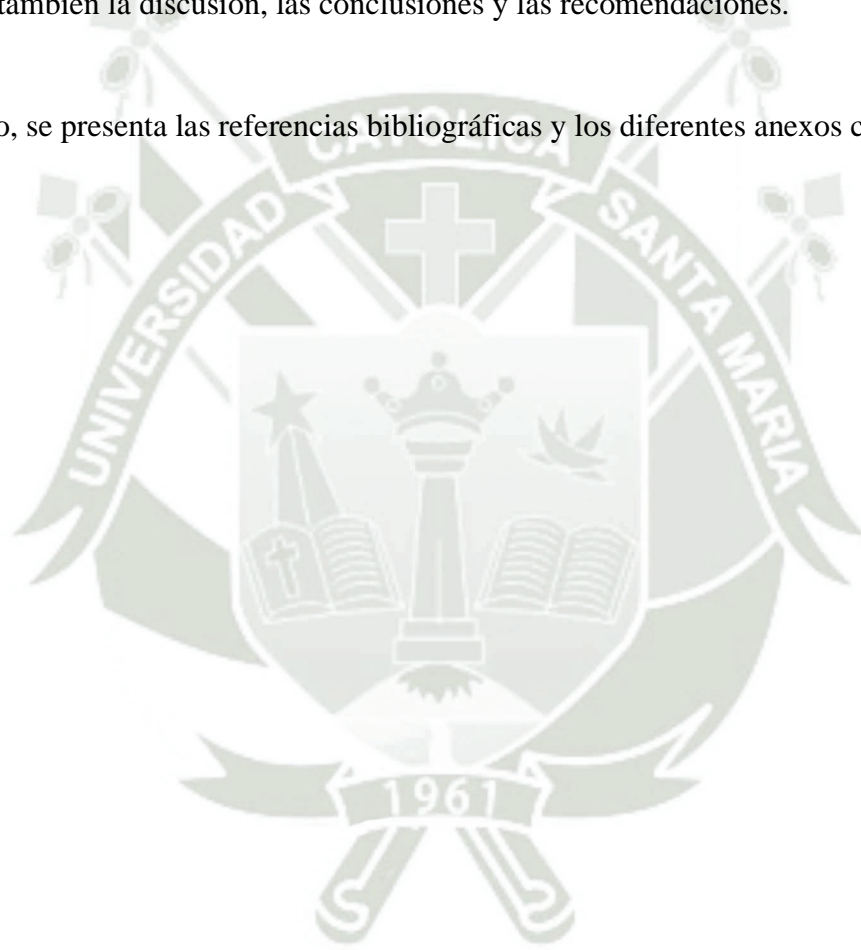 también la discusión, las conclusiones y las recomendaciones.
o, se presenta las referencias bibliográficas y los diferentes anexos c
UNIVERSIDAD CATOLICA SANTA MARIA
1961